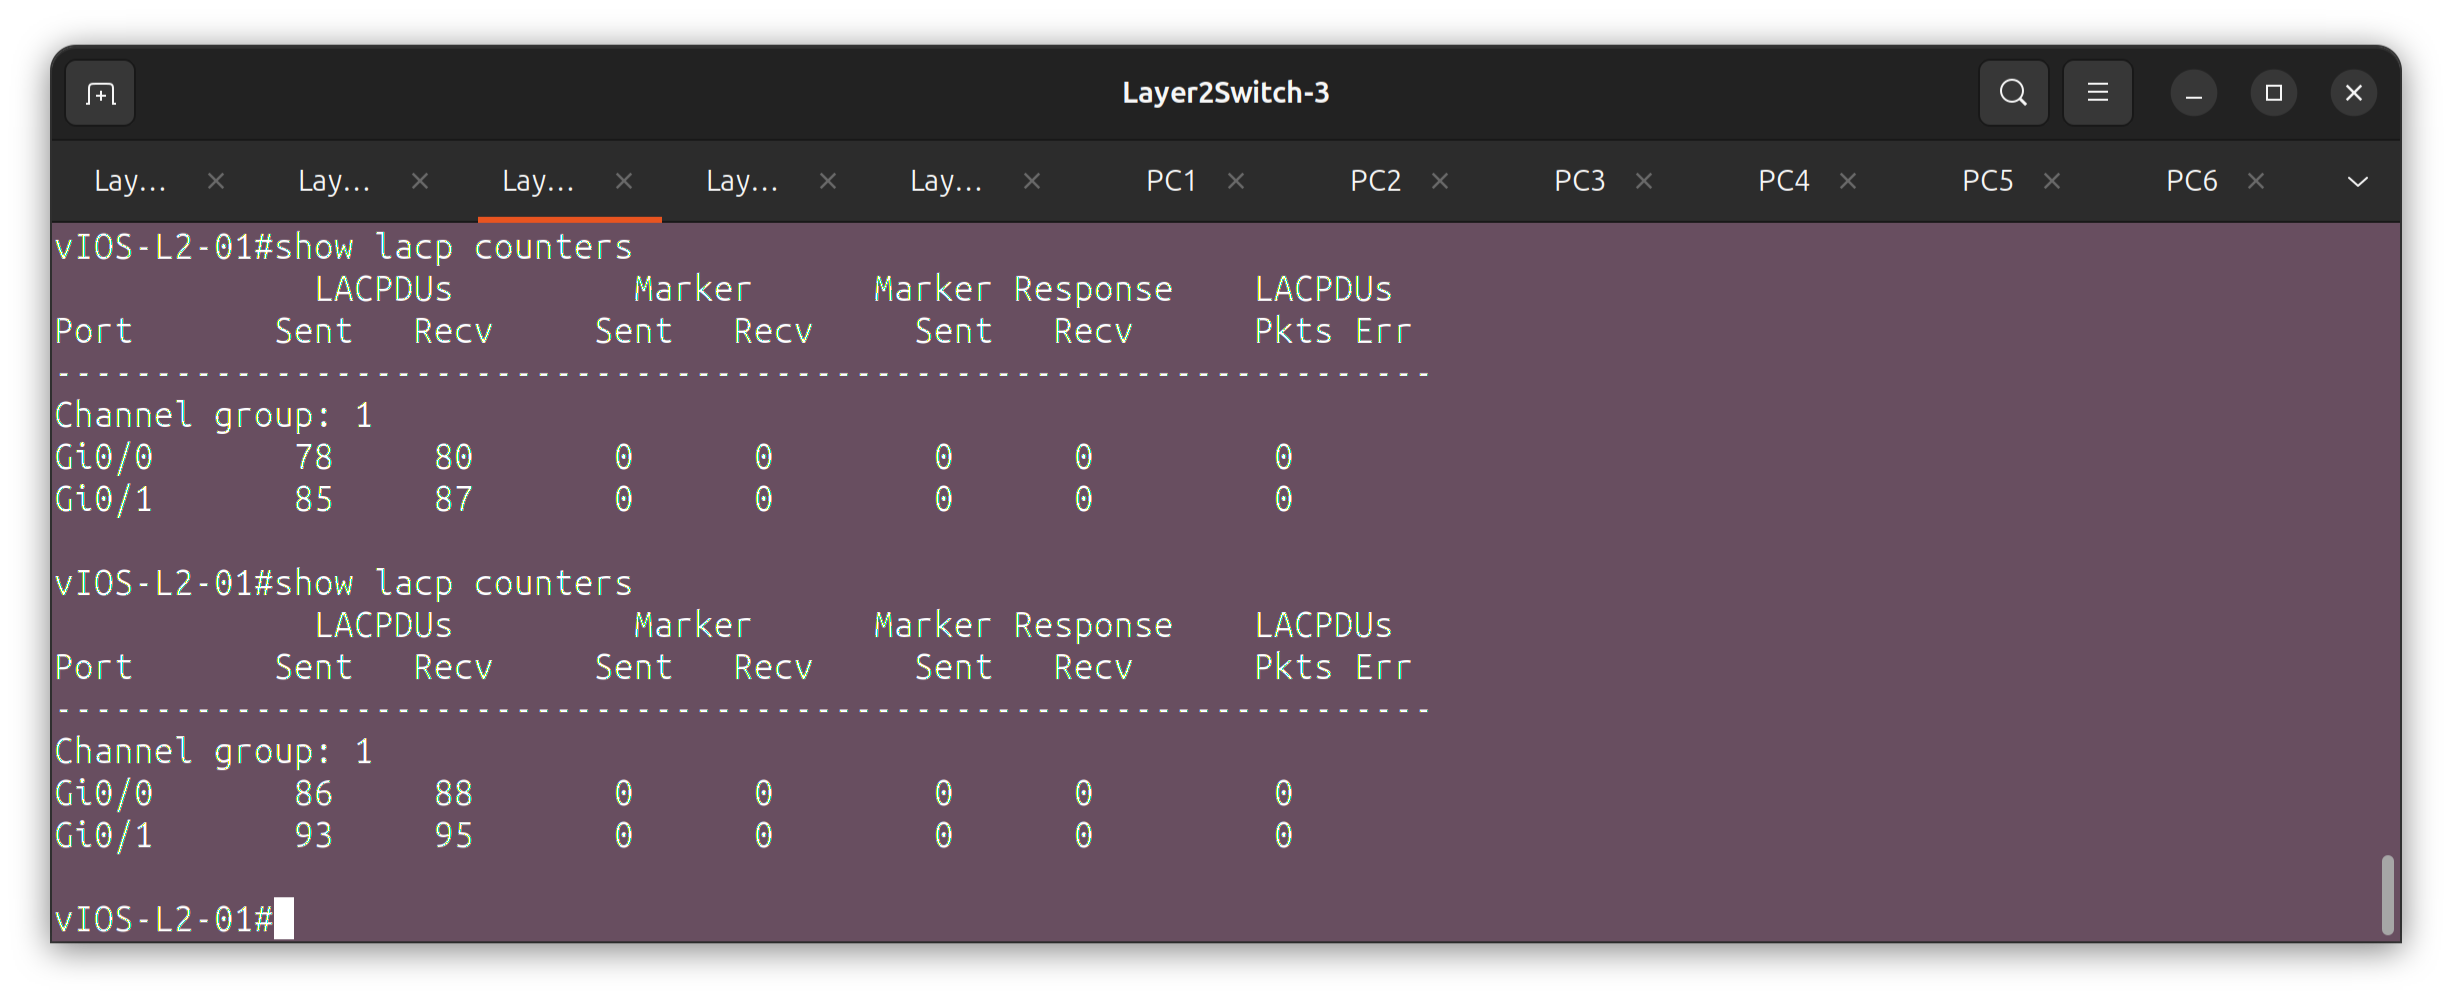 Layer2Switch-3
Lay... Lay... Lay... Lay... Lay... PC1 PC2 PC3 PC4 PC5 PC6
vIOS-L2-01#show lacp counters
             LACPDUs         Marker      Marker Response    LACPDUs
Port       Sent   Recv     Sent   Recv     Sent   Recv      Pkts Err
---------------------------------------------------------------------
Channel group: 1
Gi0/0       78     80       0      0        0      0         0
Gi0/1       85     87       0      0        0      0         0
vIOS-L2-01#show lacp counters
             LACPDUs         Marker      Marker Response    LACPDUs
Port       Sent   Recv     Sent   Recv     Sent   Recv      Pkts Err
---------------------------------------------------------------------
Channel group: 1
Gi0/0       86     88       0      0        0      0         0
Gi0/1       93     95       0      0        0      0         0
vIOS-L2-01#